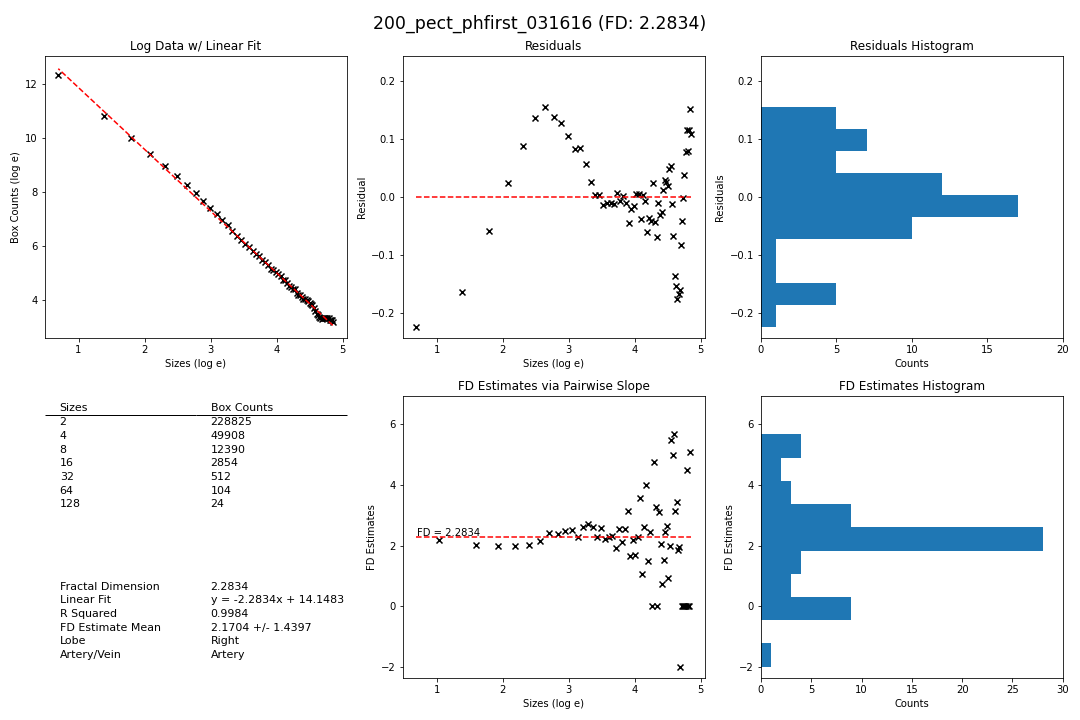 200_pect_phfirst_031616 (FD: 2.2834)
Log Data w/ Linear Fit
Box Counts (log e)
12
10
8
6
4
1 2 3 4 5
Sizes (log e)
Residuals
Residual
0.2
0.1
0.0
−0.1
−0.2
1 2 3 4 5
Sizes (log e)
Residuals Histogram
Residuals
0.2
0.1
0.0
−0.1
−0.2
0 5 10 15 20
Counts
Sizes Box Counts
2 228825
4 49908
8 12390
16 2854
32 512
64 104
128 24
Fractal Dimension 2.2834
Linear Fit y = -2.2834x + 14.1483
R Squared 0.9984
FD Estimate Mean 2.1704 +/- 1.4397
Lobe Right
Artery/Vein Artery
FD Estimates via Pairwise Slope
FD Estimates
6
4
2
0
−2
FD = 2.2834
1 2 3 4 5
Sizes (log e)
FD Estimates Histogram
FD Estimates
6
4
2
0
−2
0 5 10 15 20 25 30
Counts